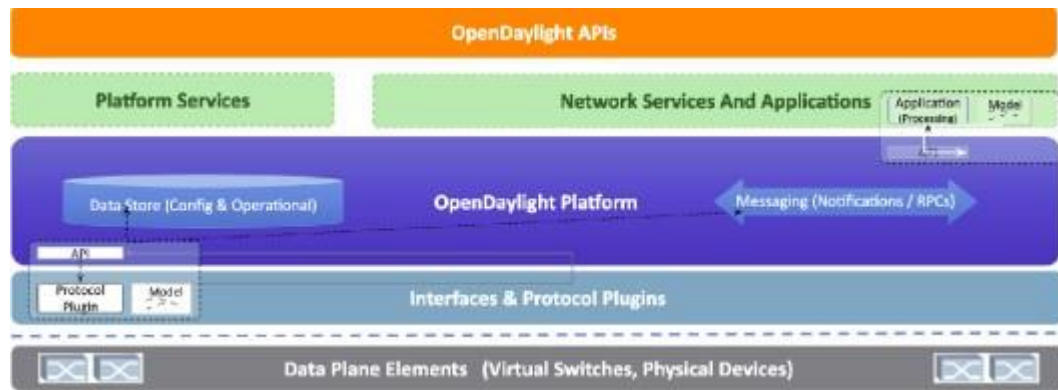 OpenDaylight APIs
Platform Services
Network Services And Applications
Application
(Processing)
Model
Data Store (Config & Operational)
OpenDaylight Platform
Messaging (Notifications / RPCs)
API
Protocol
Plugin
Model
Interfaces & Protocol Plugins
Data Plane Elements (Virtual Switches, Physical Devices)